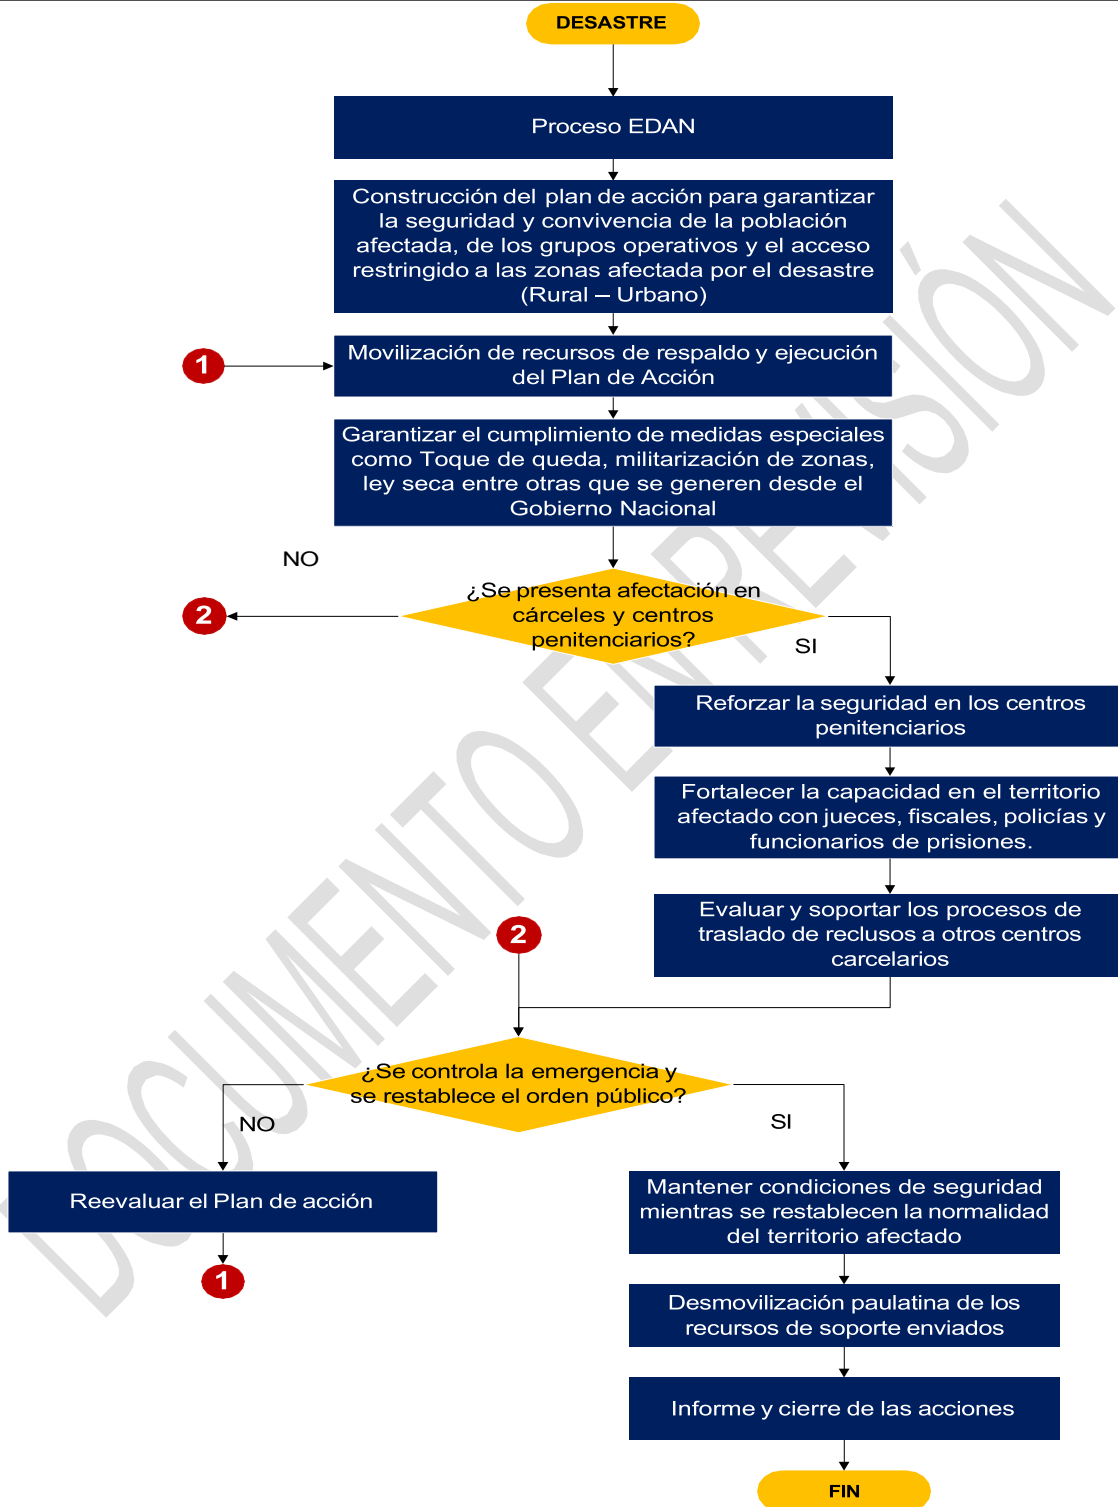 DESASTRE
Proceso EDAN
Construcción del plan de acción para garantizar
la seguridad y convivencia de la población
afectada, de los grupos operativos y el acceso
restringido a las zonas afectada por el desastre
(Rural – Urbano)
1
Movilización de recursos de respaldo y ejecución
del Plan de Acción
Garantizar el cumplimiento de medidas especiales
como Toque de queda, militarización de zonas,
ley seca entre otras que se generen desde el
Gobierno Nacional
NO
2
¿Se presenta afectación en
cárceles y centros
penitenciarios?
SI
Reforzar la seguridad en los centros
penitenciarios
Fortalecer la capacidad en el territorio
afectado con jueces, fiscales, policías y
funcionarios de prisiones.
Evaluar y soportar los procesos de
traslado de reclusos a otros centros
carcelarios
2
¿Se controla la emergencia y
se restablece el orden público?
NO
SI
Reevaluar el Plan de acción
1
Mantener condiciones de seguridad
mientras se restablecen la normalidad
del territorio afectado
Desmovilización paulatina de los
recursos de soporte enviados
Informe y cierre de las acciones
FIN
DOCUMENTO EN REVISIÓN